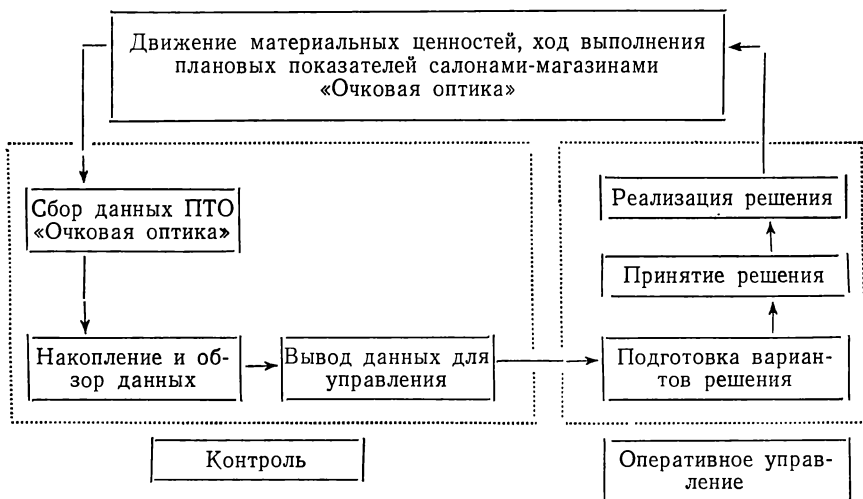 Движение материальных ценностей, ход выполнения
плановых показателей салонами-магазинами
«Очковая оптика»
Сбор данных ПТО
«Очковая оптика»
Накопление и об-
зор данных
Вывод данных для
управления
Контроль
Реализация решения
Принятие решения
Подготовка вариан-
тов решения
Оперативное управ-
ление